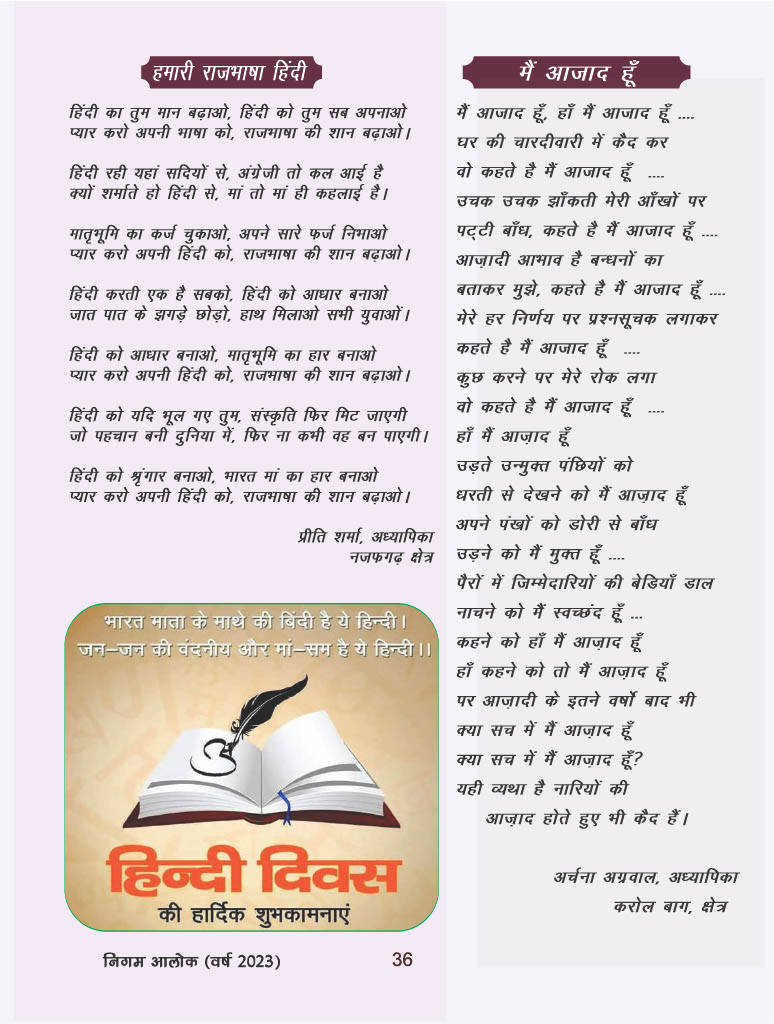 हमारी राजभाषा हिंदी
हिंदी का तुम मान बढ़ाओ, हिंदी को तुम सब अपनाओ
प्यार करो अपनी भाषा को, राजभाषा की शान बढ़ाओ।
हिंदी रही यहां सदियों से, अंग्रेजी तो कल आई है
क्यों शर्माते हो हिंदी से, मां तो मां ही कहलाई है।
मातृभूमि का कर्ज चुकाओ, अपने सारे फर्ज निभाओ
प्यार करो अपनी हिंदी को, राजभाषा की शान बढ़ाओ।
हिंदी करती एक है सबको, हिंदी को आधार बनाओ
जात पात के झगड़े छोड़ो, हाथ मिलाओ सभी युवाओं।
हिंदी को आधार बनाओ, मातृभूमि का हार बनाओ
प्यार करो अपनी हिंदी को, राजभाषा की शान बढ़ाओ।
हिंदी को यदि भूल गए तुम, संस्कृति फिर मिट जाएगी
जो पहचान बनी दुनिया में, फिर ना कभी वह बन पाएगी।
हिंदी को श्रृंगार बनाओ, भारत मां का हार बनाओ
प्यार करो अपनी हिंदी को, राजभाषा की शान बढ़ाओ।
प्रीति शर्मा, अध्यापिका
नजफगढ़ क्षेत्र
भारत माता के माथे की बिंदी है ये हिन्दी।
जन–जन की वंदनीय और मां–सम है ये हिन्दी।।
अ
हिन्दी दिवस
की हार्दिक शुभकामनाएं
मैं आजाद हूँ
मैं आजाद हूँ, हाँ मैं आजाद हूँ ....
घर की चारदीवारी में कैद कर
वो कहते है मैं आजाद हूँ ....
उचक उचक झाँकती मेरी आँखों पर
पट्टी बाँध, कहते है मैं आजाद हूँ ....
आज़ादी आभाव है बन्धनों का
बताकर मुझे, कहते है मैं आजाद हूँ ....
मेरे हर निर्णय पर प्रश्नसूचक लगाकर
कहते है मैं आजाद हूँ ....
कुछ करने पर मेरे रोक लगा
वो कहते है मैं आजाद हूँ ....
हाँ मैं आज़ाद हूँ
उड़ते उन्मुक्त पंछियों को
धरती से देखने को मैं आज़ाद हूँ
अपने पंखों को डोरी से बाँध
उड़ने को मैं मुक्त हूँ ....
पैरों में जिम्मेदारियों की बेडियाँ डाल
नाचने को मैं स्वच्छंद हूँ ...
कहने को हाँ मैं आज़ाद हूँ
हाँ कहने को तो मैं आज़ाद हूँ
पर आज़ादी के इतने वर्षो बाद भी
क्या सच में मैं आज़ाद हूँ
क्या सच में मैं आज़ाद हूँ?
यही व्यथा है नारियों की
आज़ाद होते हुए भी कैद हैं।
अर्चना अग्रवाल, अध्यापिका
करोल बाग, क्षेत्र
निगम आलोक (वर्ष 2023)
36